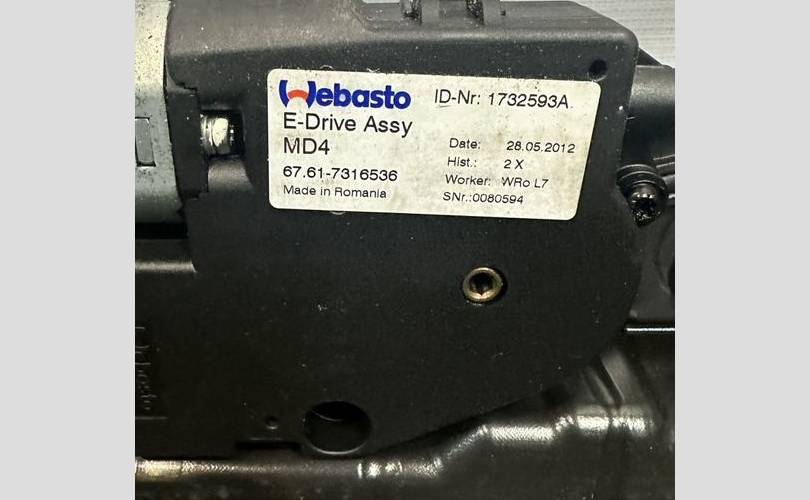 Webasto
E-Drive Assy
MD4
67.61-7316536
Made in Romania
ID-Nr: 1732593A.
Date: 28.05.2012
Hist.: 2 X
Worker: WRo L7
SNr.:0080594